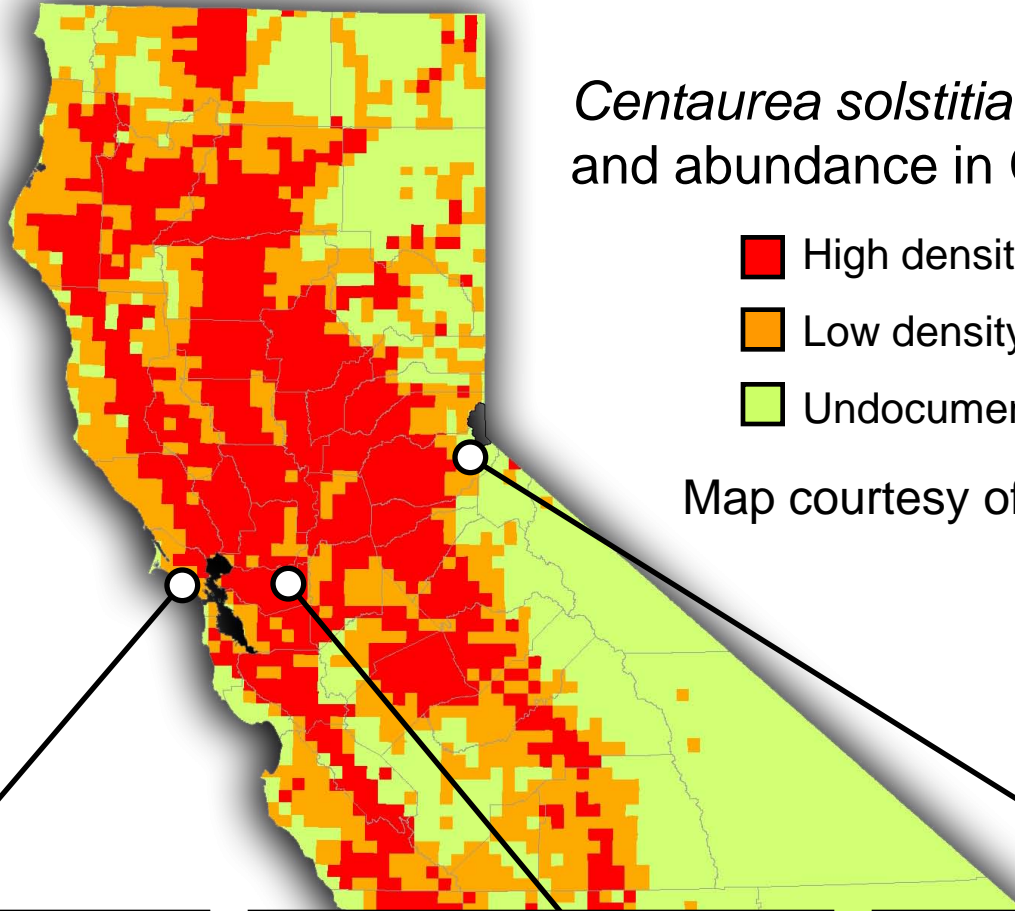 Centaurea solstitia
and abundance in C
High densit
Low density
Undocumen
Map courtesy of